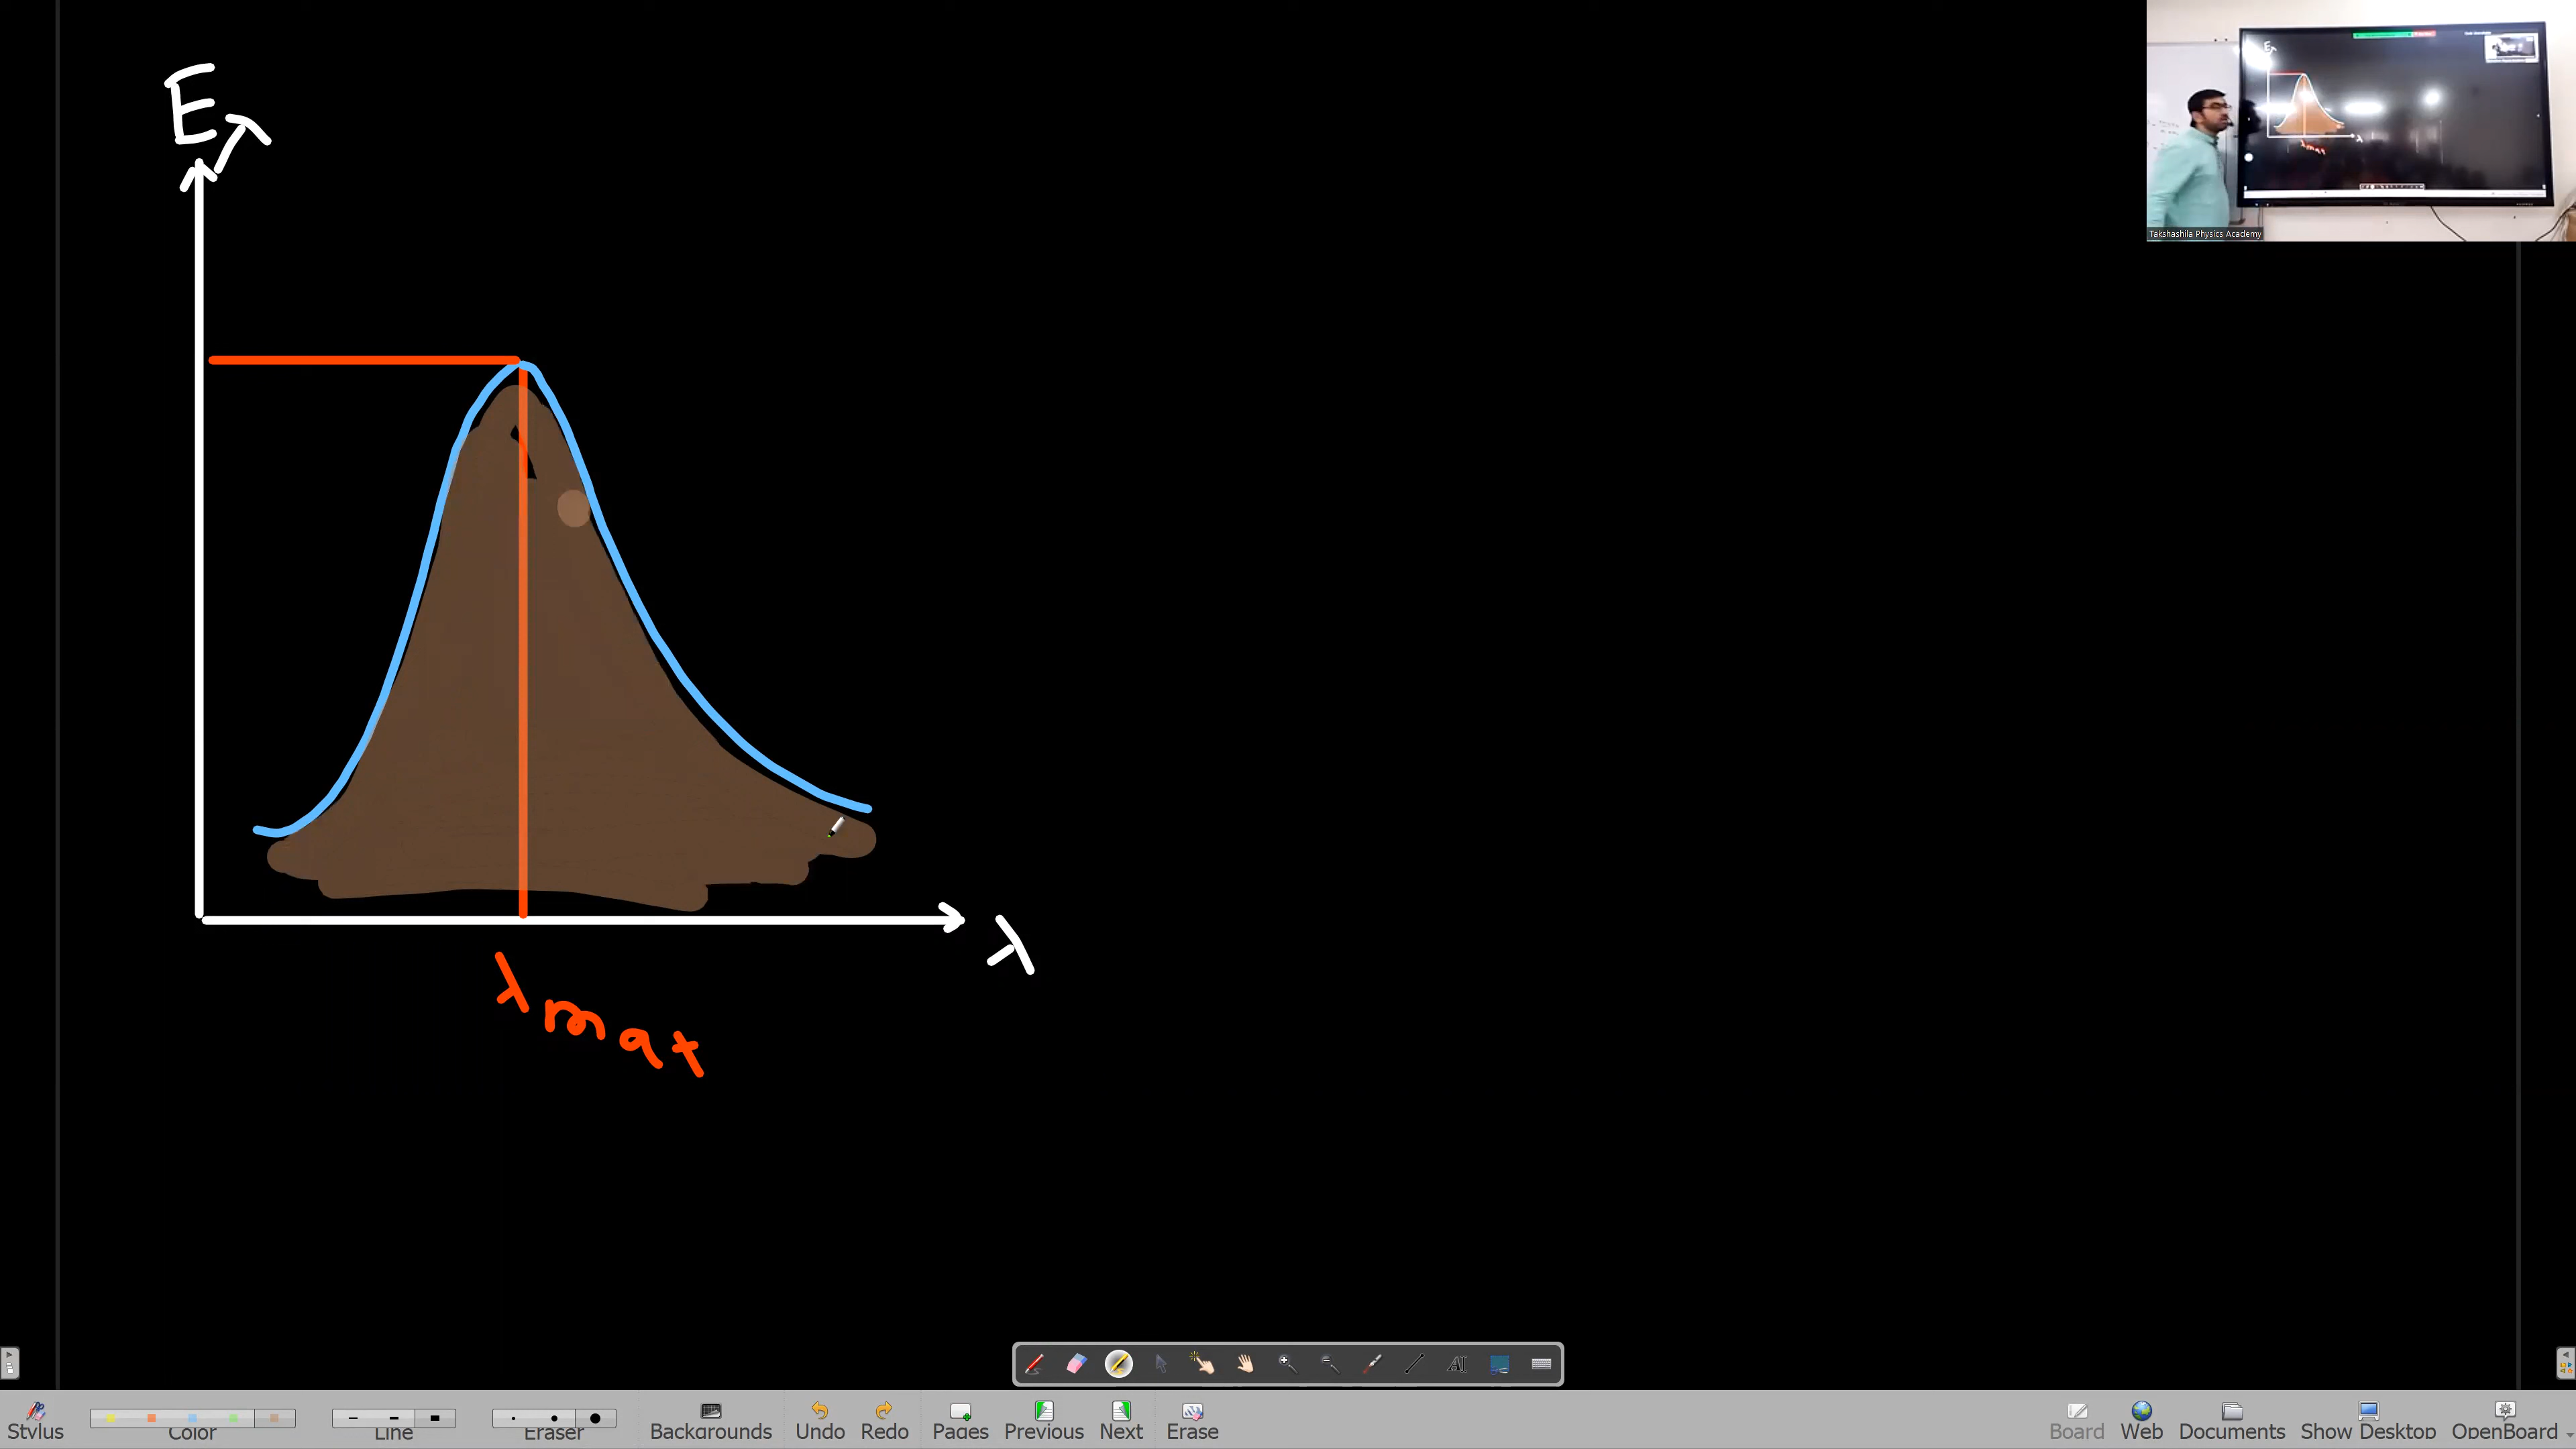 Eλ
λ
λmax
Takshashila Physics Academy
Stylus
Color
Line
Eraser
Backgrounds
Undo
Redo
Pages
Previous
Next
Erase
Board
Web
Documents
Show Desktop
OpenBoard